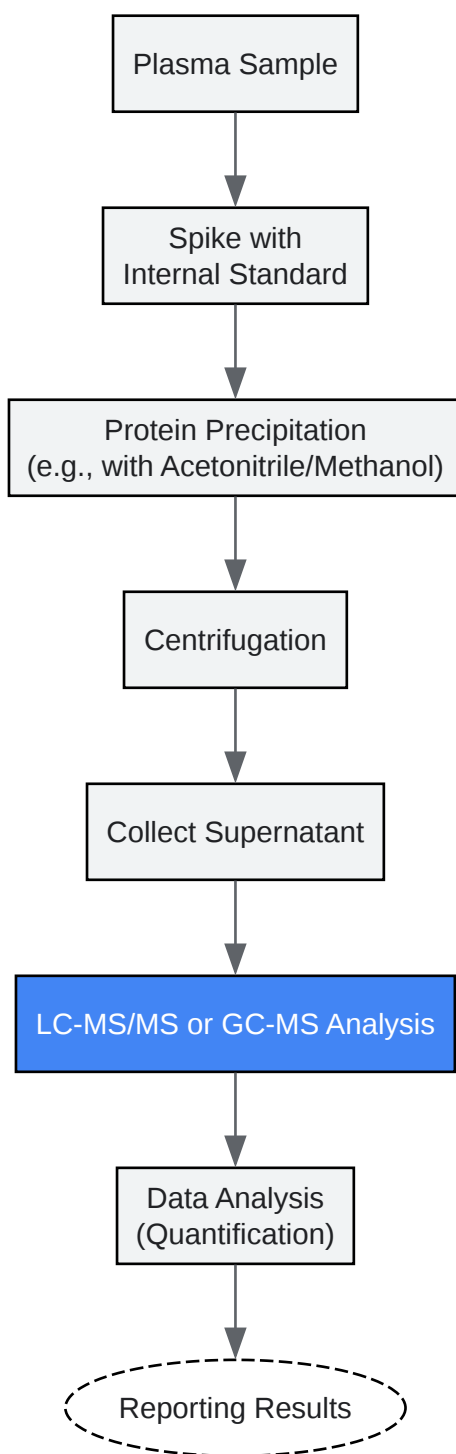 Plasma Sample
Spike with
Internal Standard
Protein Precipitation
(e.g., with Acetonitrile/Methanol)
Centrifugation
Collect Supernatant
LC-MS/MS or GC-MS Analysis
Data Analysis
(Quantification)
Reporting Results